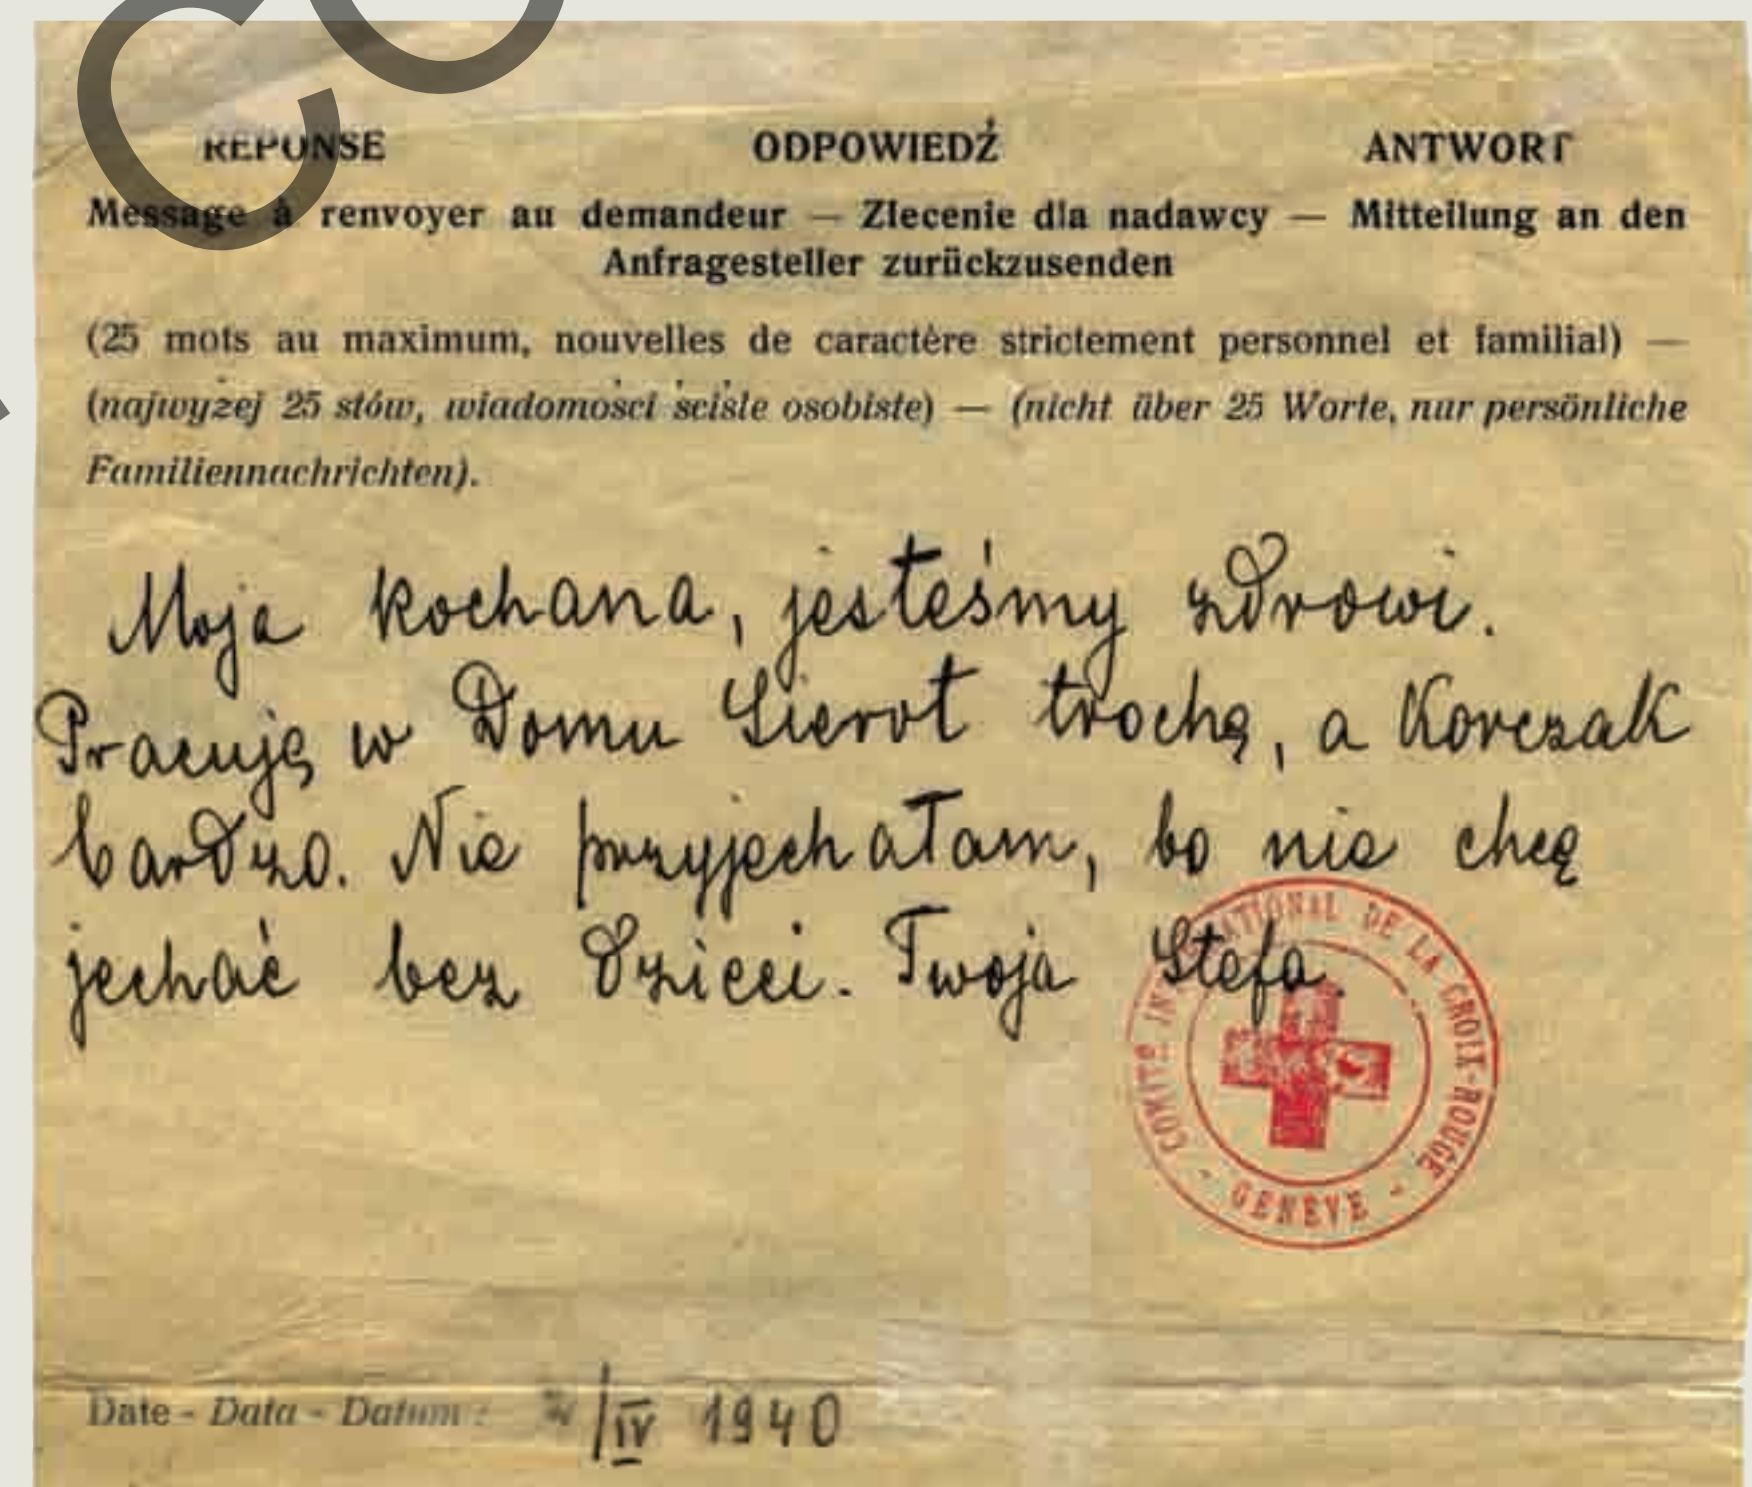 REPONSE ODPOWIEDŹ ANTWORT
Message à renvoyer au demandeur — Zlecenie dla nadawcy — Mitteilung an den
Anfragesteller zurückzusenden
(25 mots au maximum, nouvelles de caractère strictement personnel et familial) —
(najwyżej 25 słów, wiadomości ściśle osobiste) — (nicht über 25 Worte, nur persönliche
Familiennachrichten).
Moja kochana, jesteśmy zdrowi.
Pracuję w Domu Sierot trochę, a Korczak
bardzo. Nie przyjechałam, bo nie chcę
jechać bez dzieci. Twoja Stefa.
COMITÉ INTERNATIONAL DE LA CROIX-ROUGE
- GENÈVE -
Date - Data - Datum: /IV 1940